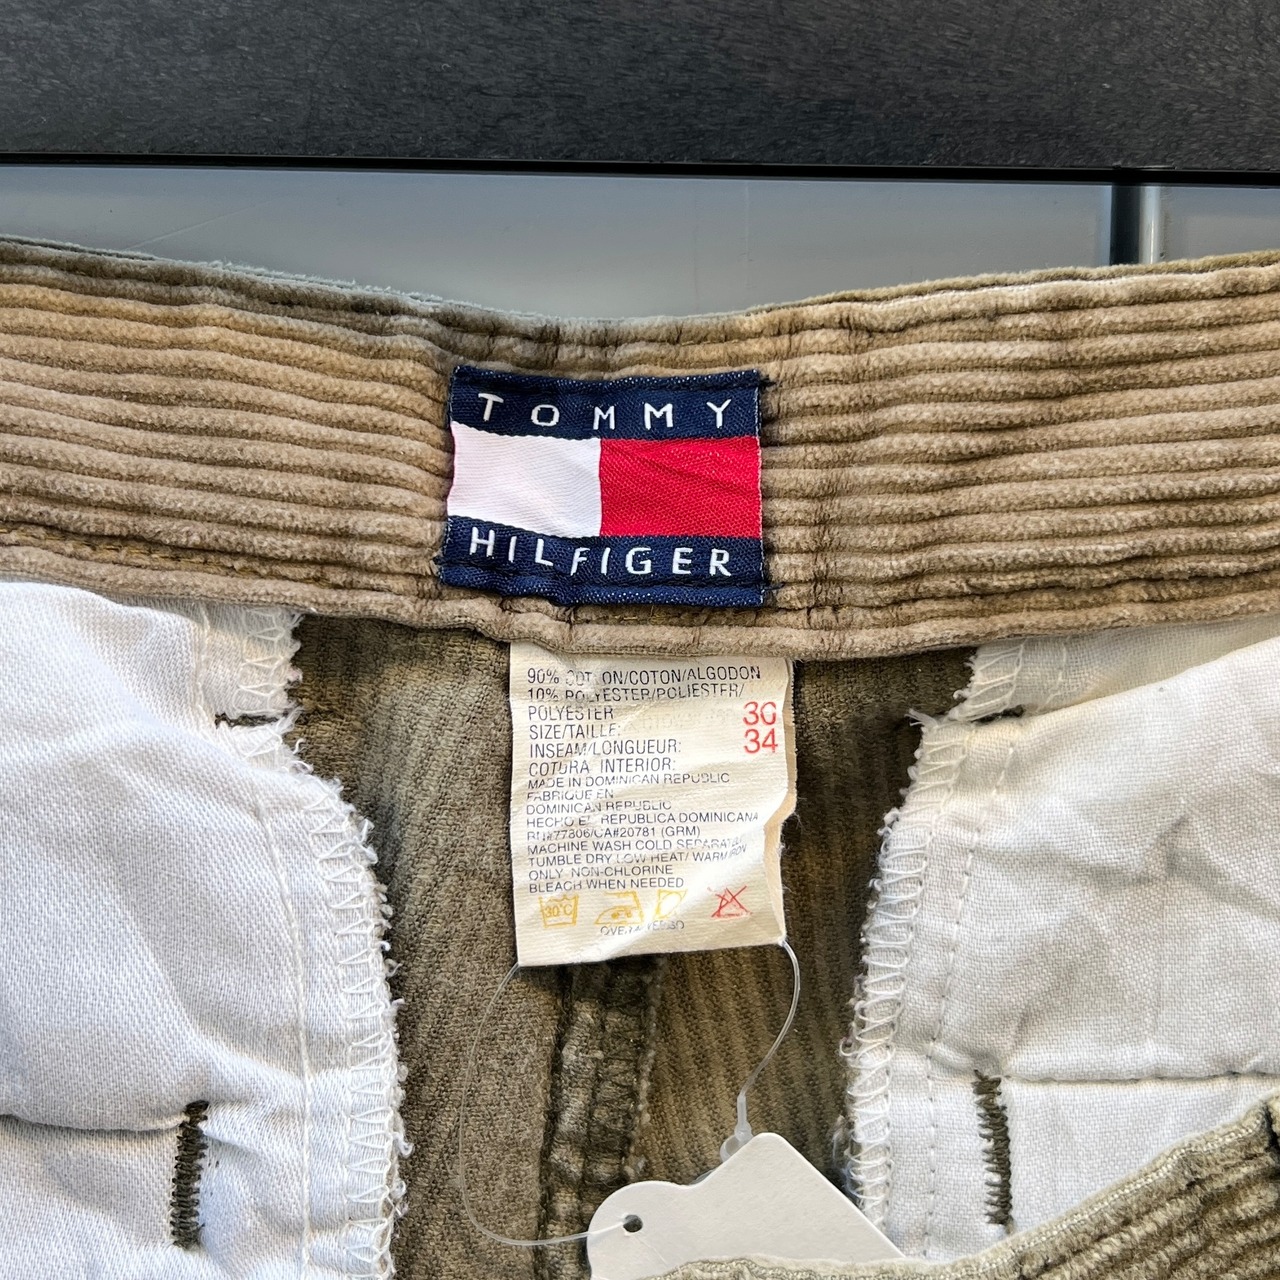 TOMMY
HILFIGER
90% COTTON/COTON/ALGODON
10% POLYESTER/POLIESTER/
POLYESTER
SIZE/TAILLE: 30
INSEAM/LONGUEUR: 34
COTURA INTERIOR:
MADE IN DOMINICAN REPUBLIC
FABRIQUE EN
DOMINICAN REPUBLIC
HECHO EN REPUBLICA DOMINICANA
RN#77806/CA#20781 (GRM)
MACHINE WASH COLD SEPARATELY
TUMBLE DRY LOW HEAT/ WARM IRON
ONLY NON-CHLORINE
BLEACH WHEN NEEDED
30°C